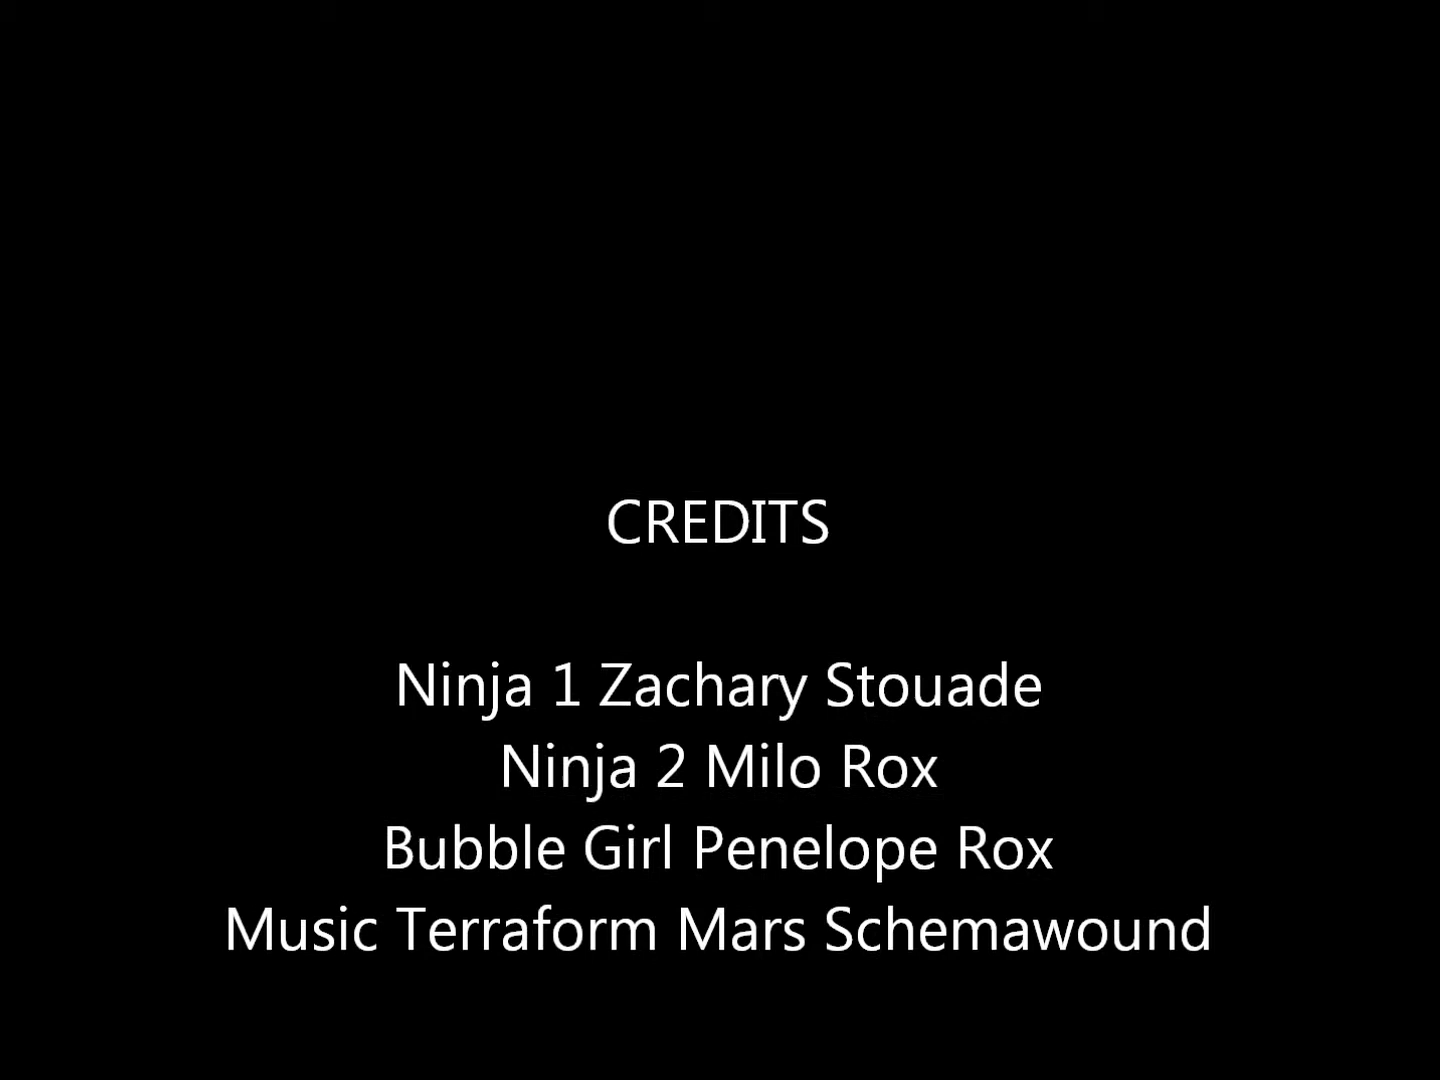 CREDITS
Ninja 1 Zachary Stouade
Ninja 2 Milo Rox
Bubble Girl Penelope Rox
Music Terraform Mars Schemawound